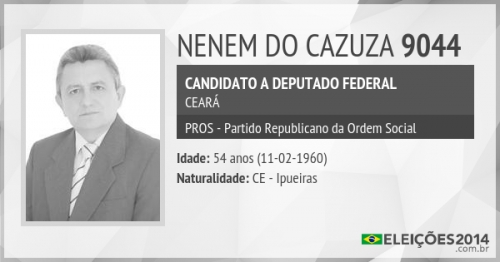 NENEM DO CAZUZA 9044
CANDIDATO A DEPUTADO FEDERAL
CEARÁ
PROS - Partido Republicano da Ordem Social
Idade: 54 anos (11-02-1960)
Naturalidade: CE - Ipueiras
ELEIÇÕES2014
.com.br